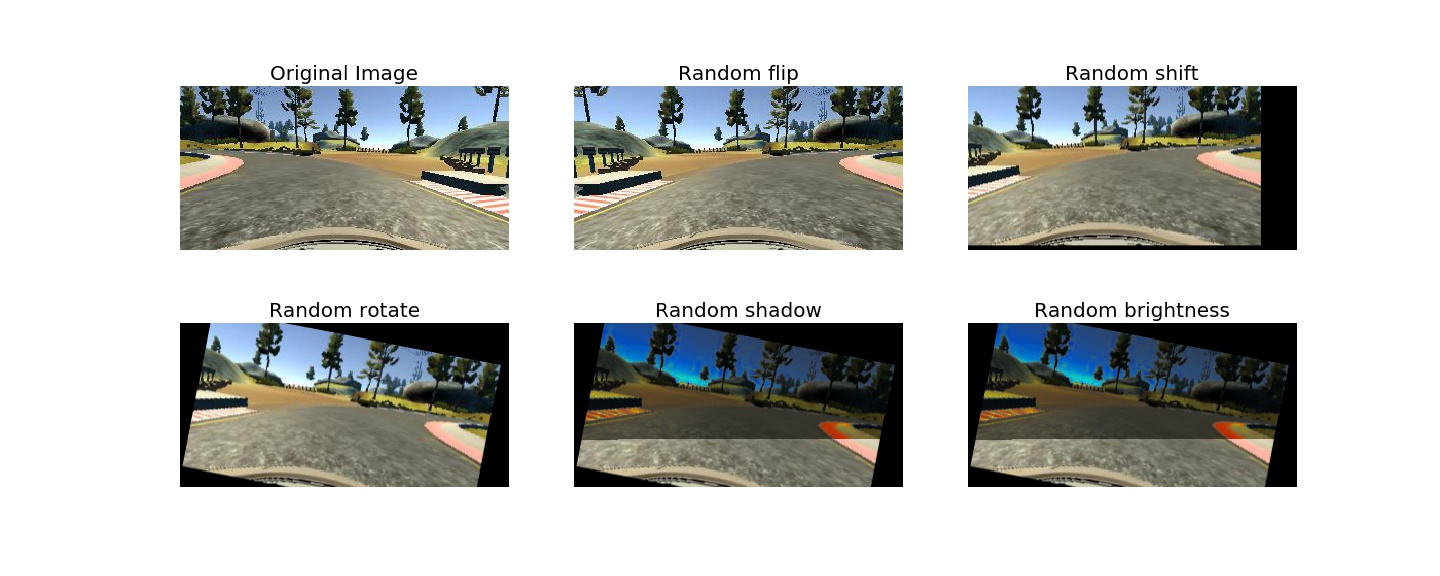 Original Image
Random flip
Random shift
Random rotate
Random shadow
Random brightness